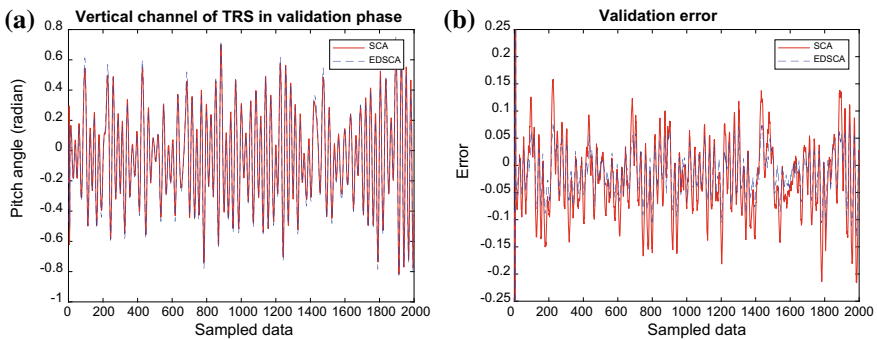 (a)
Vertical channel of TRS in validation phase
0.8
0.6
0.4
0.2
0
-0.2
-0.4
-0.6
-0.8
-1
Pitch angle (radian)
SCA
EDSCA
0 200 400 600 800 1000 1200 1400 1600 1800 2000
Sampled data
(b)
Validation error
0.25
0.2
0.15
0.1
0.05
0
-0.05
-0.1
-0.15
-0.2
-0.25
Error
SCA
EDSCA
0 200 400 600 800 1000 1200 1400 1600 1800 2000
Sampled data